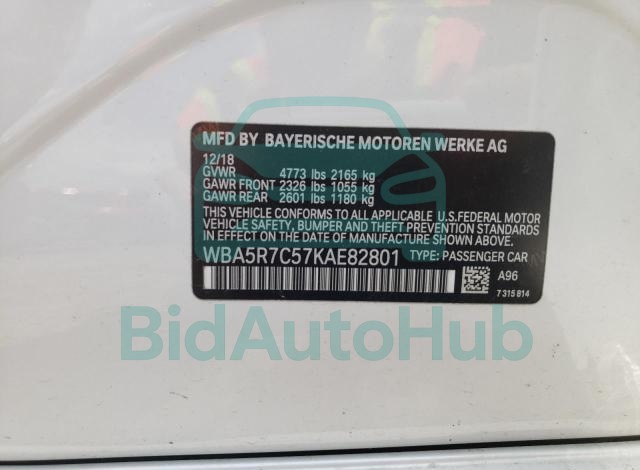 MFD BY BAYERISCHE MOTOREN WERKE AG
12/18
GVWR 4773 lbs 2165 kg
GAWR FRONT 2326 lbs 1055 kg
GAWR REAR 2601 lbs 1180 kg
THIS VEHICLE CONFORMS TO ALL APPLICABLE U.S.FEDERAL MOTOR
VEHICLE SAFETY, BUMPER, AND THEFT PREVENTION STANDARDS
IN EFFECT ON THE DATE OF MANUFACTURE SHOWN ABOVE.
WBA5R7C57KAE82801 TYPE: PASSENGER CAR
A96
7 315 814
BidAutoHub